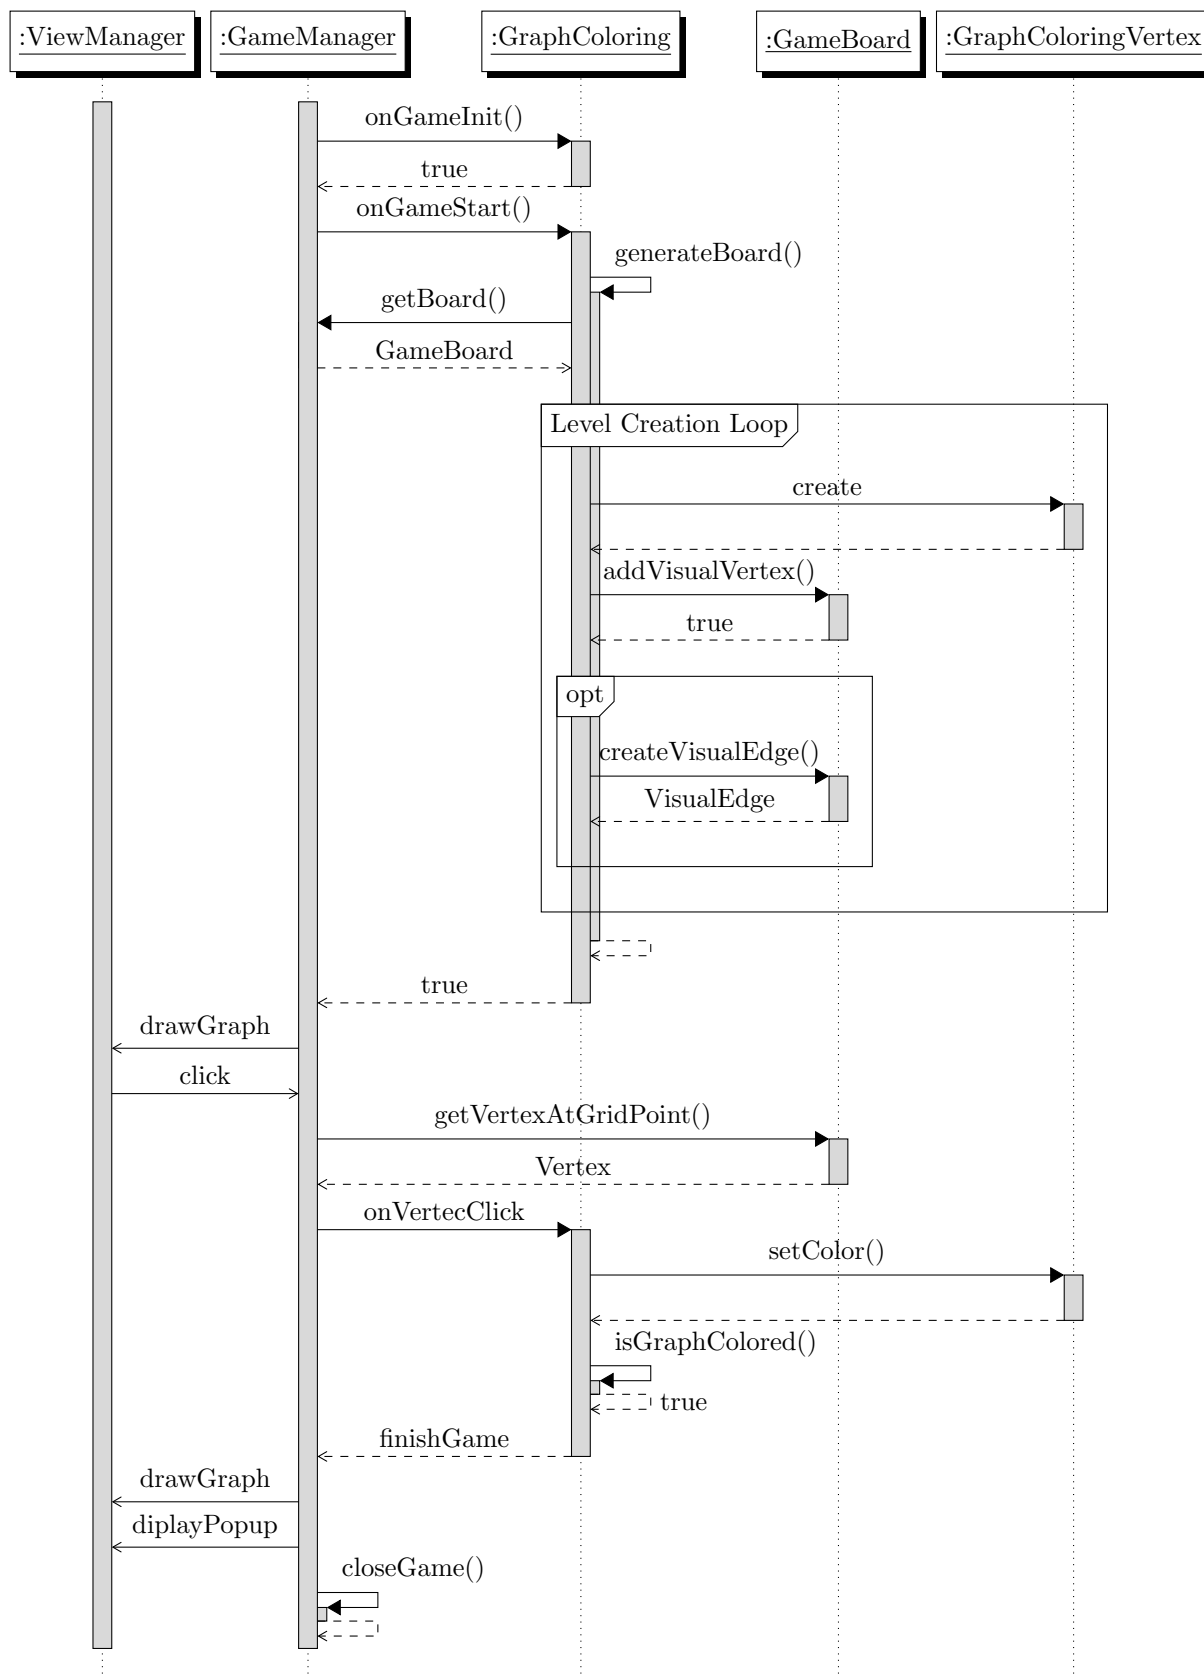 :ViewManager
:GameManager
:GraphColoring
:GameBoard
:GraphColoringVertex
onGameInit()
true
onGameStart()
generateBoard()
getBoard()
GameBoard
Level Creation Loop
create
addVisualVertex()
true
opt
createVisualEdge()
VisualEdge
true
drawGraph
click
getVertexAtGridPoint()
Vertex
onVertecClick
setColor()
isGraphColored()
true
finishGame
drawGraph
diplayPopup
closeGame()